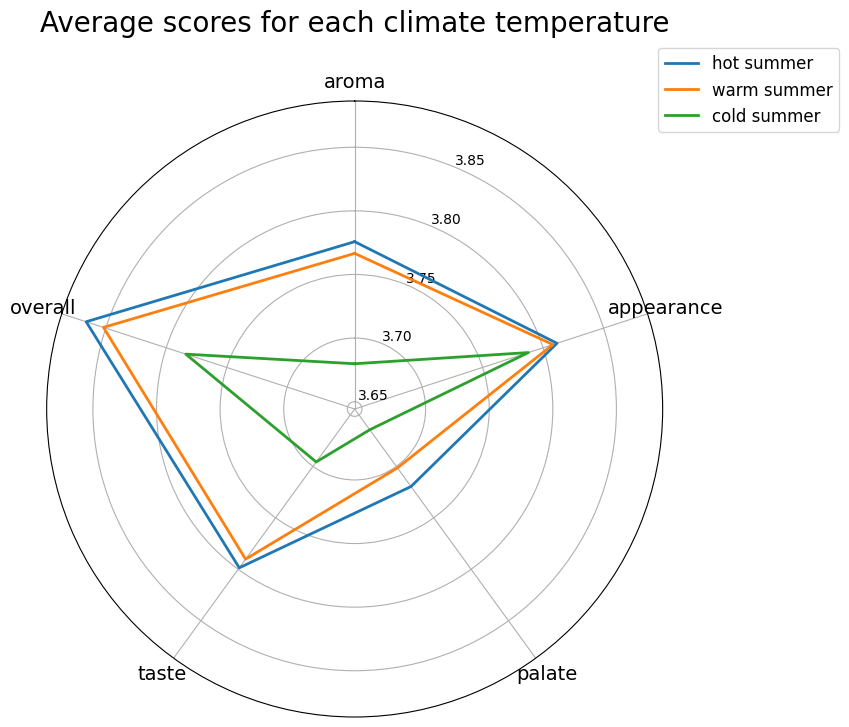 Average scores for each climate temperature
hot summer
warm summer
cold summer
aroma
3.85
3.80
3.75
3.70
3.65
overall
appearance
taste
palate